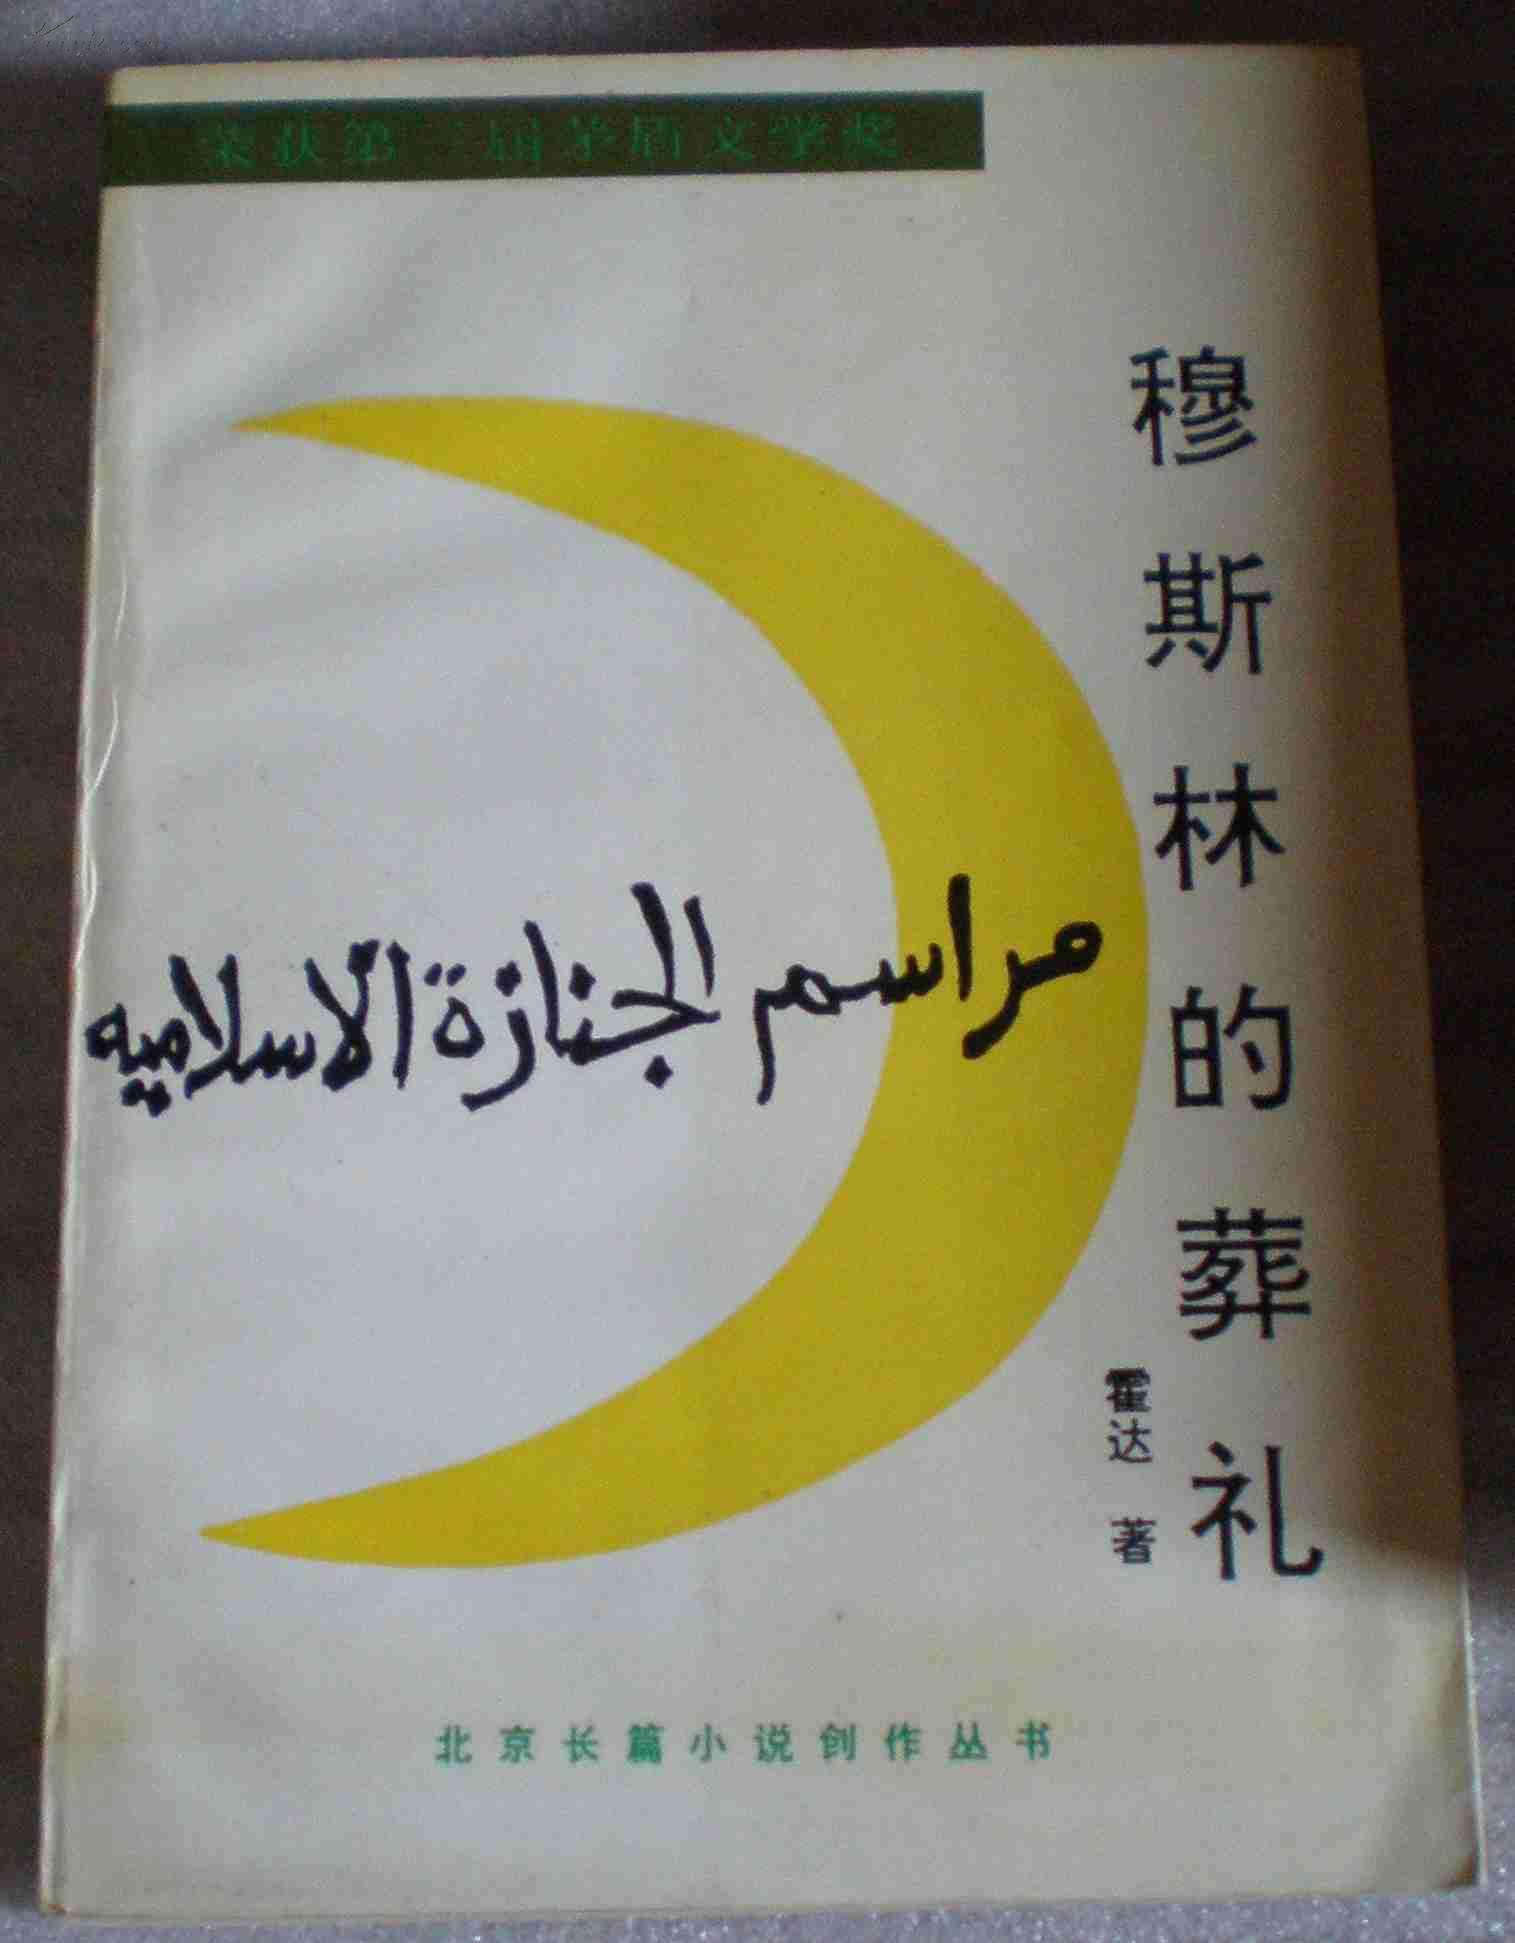 荣获第三届茅盾文学奖
穆斯林的葬礼
مراسم الجنازة الاسلاميه
霍达 著
北京长篇小说创作丛书